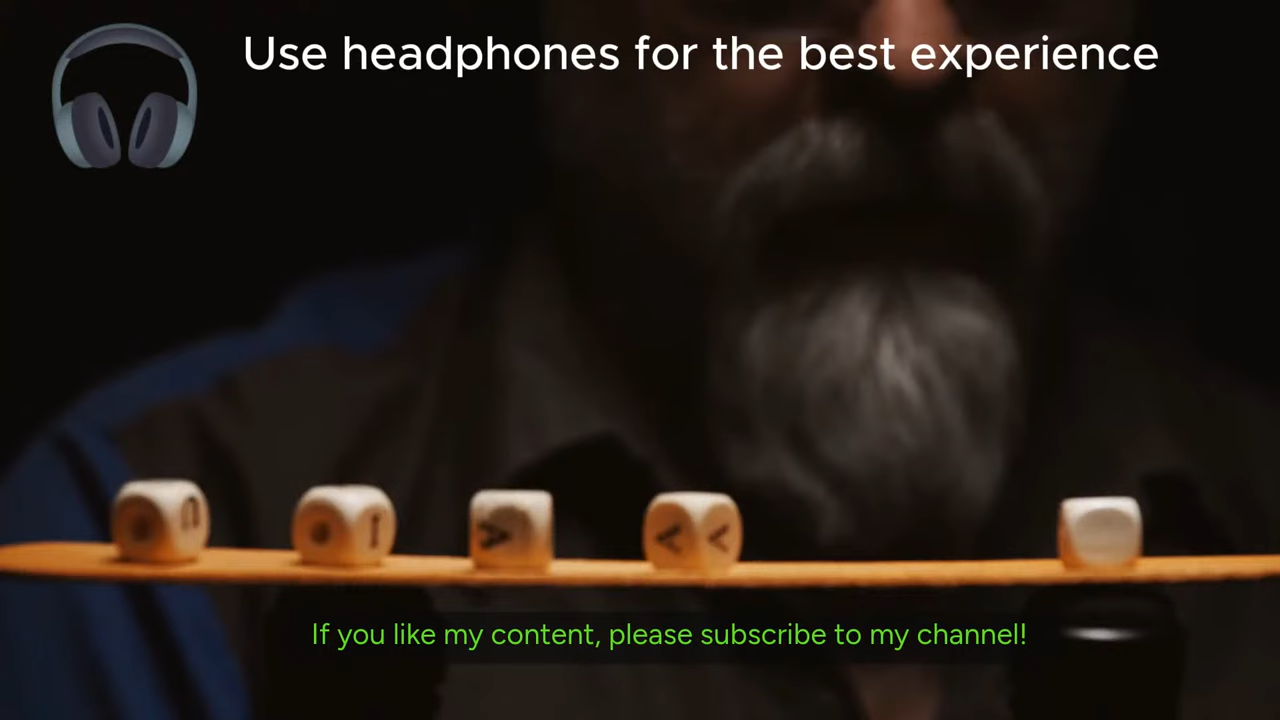 Use headphones for the best experience
If you like my content, please subscribe to my channel!